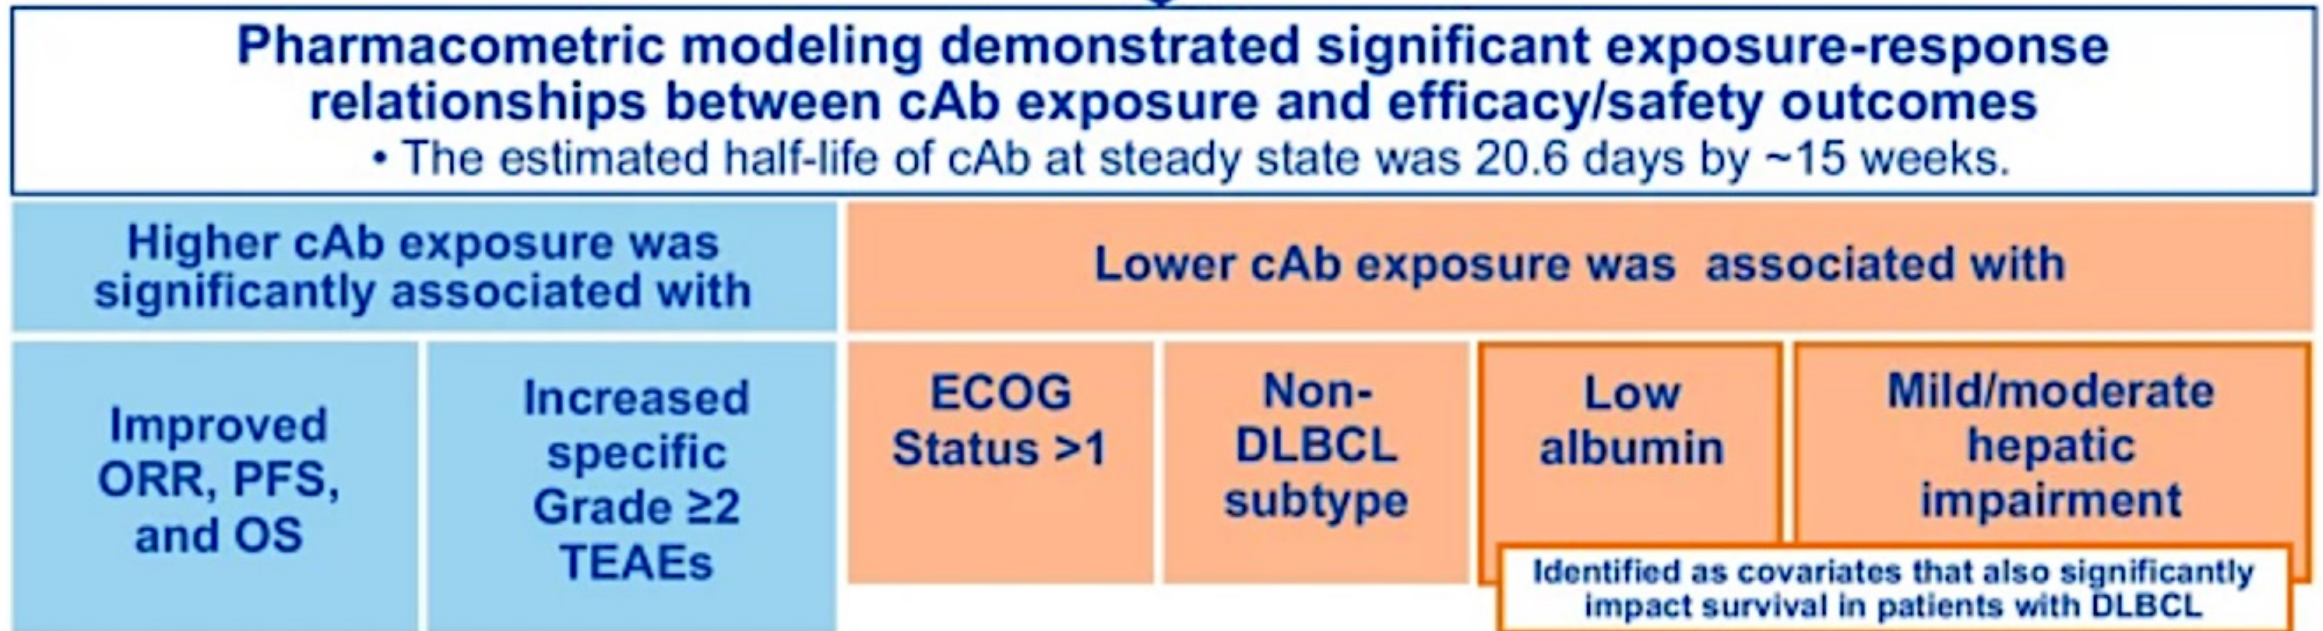 Pharmacometric modeling demonstrated significant exposure-response
relationships between cAb exposure and efficacy/safety outcomes
• The estimated half-life of cAb at steady state was 20.6 days by ~15 weeks.
Higher cAb exposure was
significantly associated with
Lower cAb exposure was associated with
Improved
ORR, PFS,
and OS
Increased
specific
Grade ≥2
TEAEs
ECOG
Status >1
Non-
DLBCL
subtype
Low
albumin
Mild/moderate
hepatic
impairment
Identified as covariates that also significantly
impact survival in patients with DLBCL